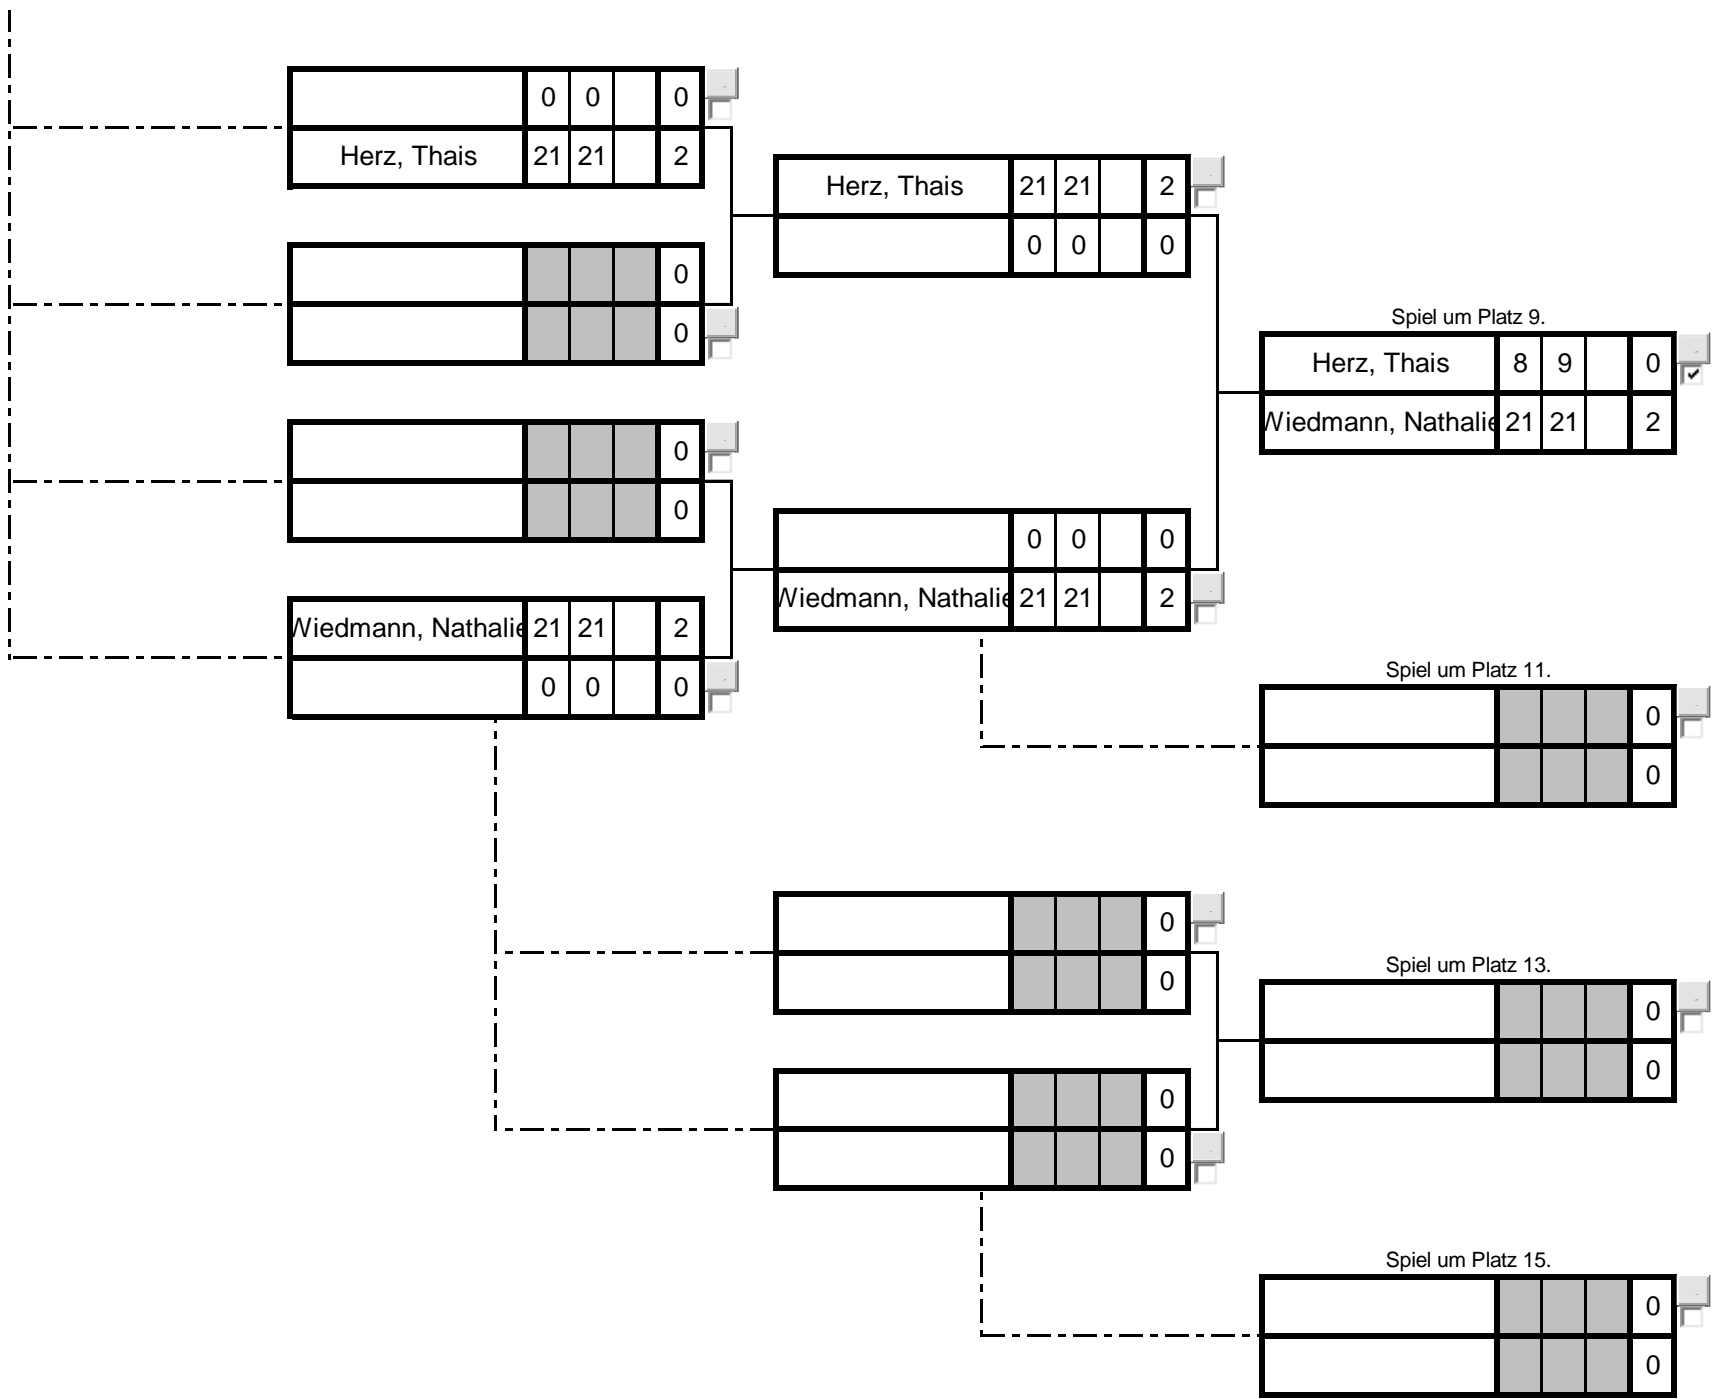 0 0 0
Herz, Thais 21 21 2
Herz, Thais 21 21 2
0 0 0
0
0
Spiel um Platz 9.
Herz, Thais 8 9 0
Wiedmann, Nathalie 21 21 2
0
0
0 0 0
Wiedmann, Nathalie 21 21 2
Wiedmann, Nathalie 21 21 2
0 0 0
Spiel um Platz 11.
0
0
0
0
Spiel um Platz 13.
0
0
0
0
Spiel um Platz 15.
0
0